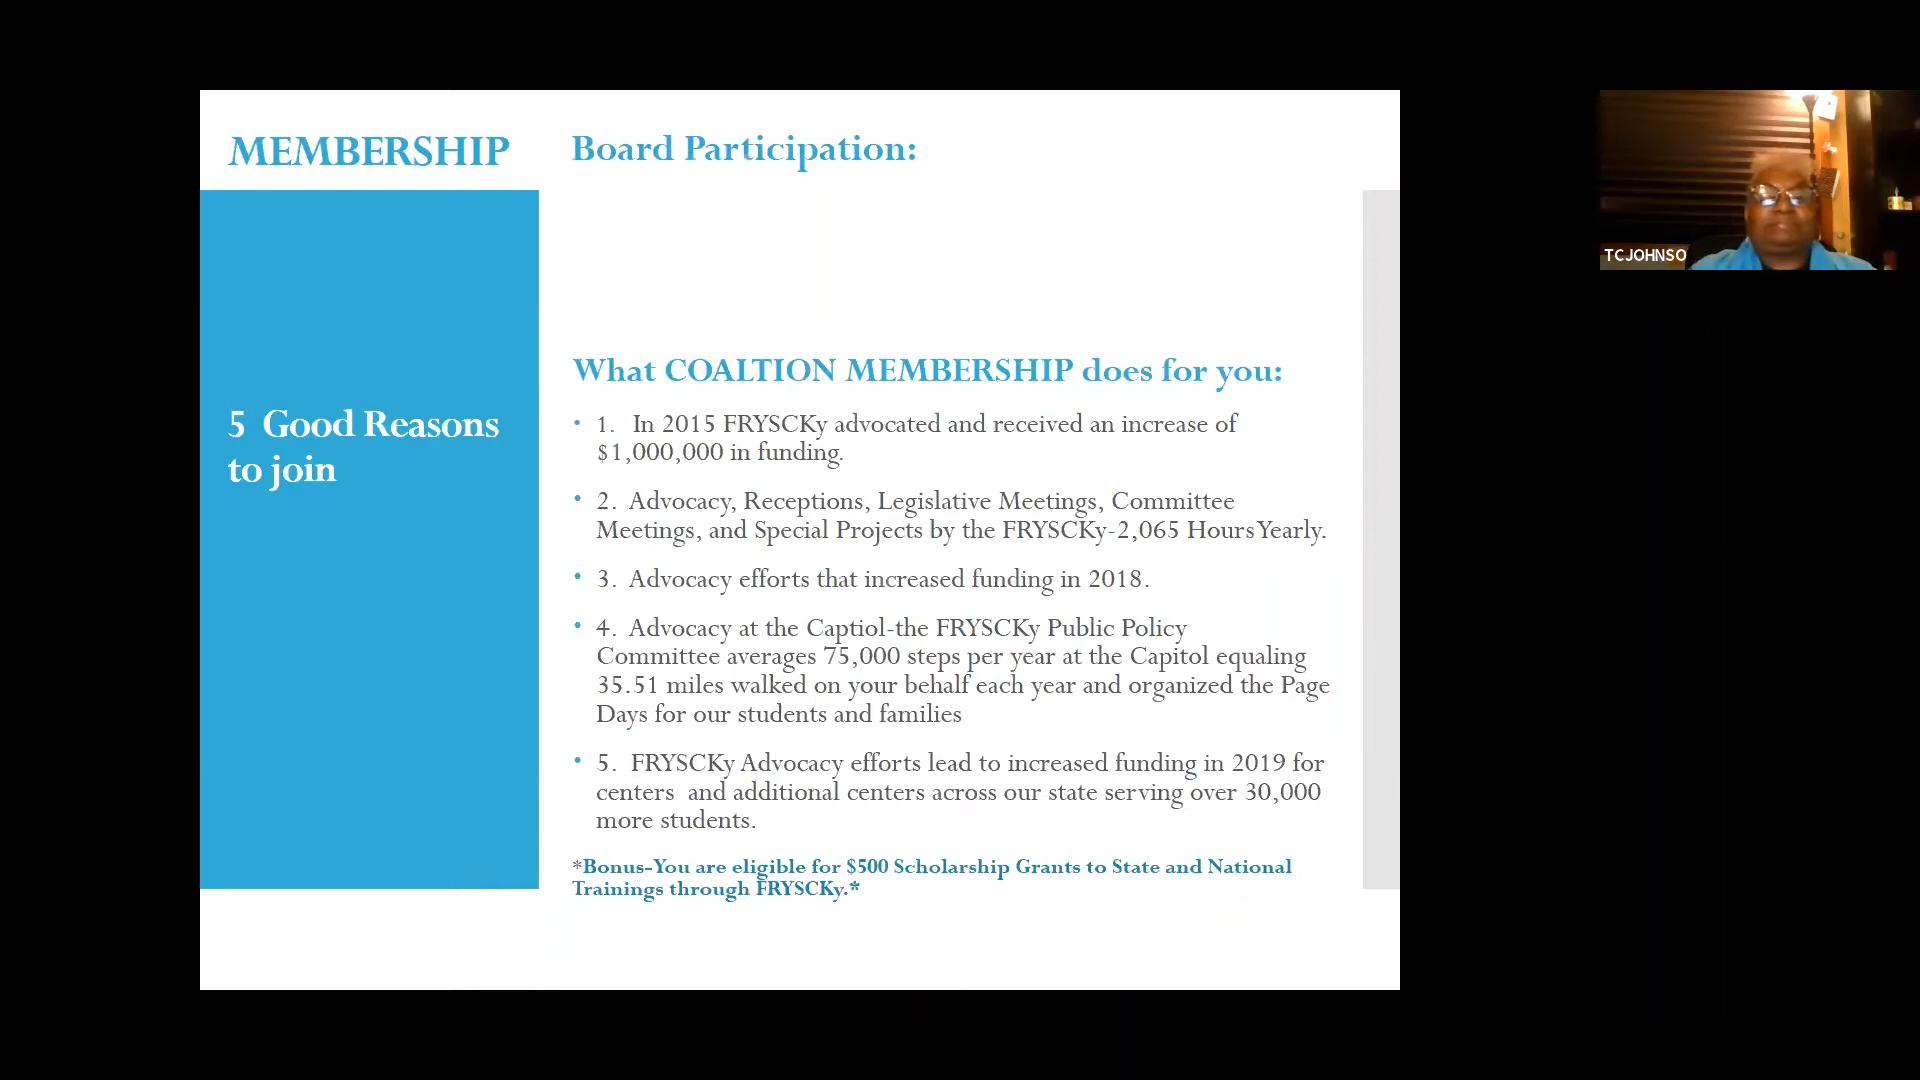 MEMBERSHIP
Board Participation:
5 Good Reasons
to join
What COALTION MEMBERSHIP does for you:
• 1. In 2015 FRYSCKy advocated and received an increase of
$1,000,000 in funding.
• 2. Advocacy, Receptions, Legislative Meetings, Committee
Meetings, and Special Projects by the FRYSCKy-2,065 Hours Yearly.
• 3. Advocacy efforts that increased funding in 2018.
• 4. Advocacy at the Captiol-the FRYSCKy Public Policy
Committee averages 75,000 steps per year at the Capitol equaling
35.51 miles walked on your behalf each year and organized the Page
Days for our students and families
• 5. FRYSCKy Advocacy efforts lead to increased funding in 2019 for
centers and additional centers across our state serving over 30,000
more students.
*Bonus-You are eligible for $500 Scholarship Grants to State and National
Trainings through FRYSCKy.*
TCJOHNSO